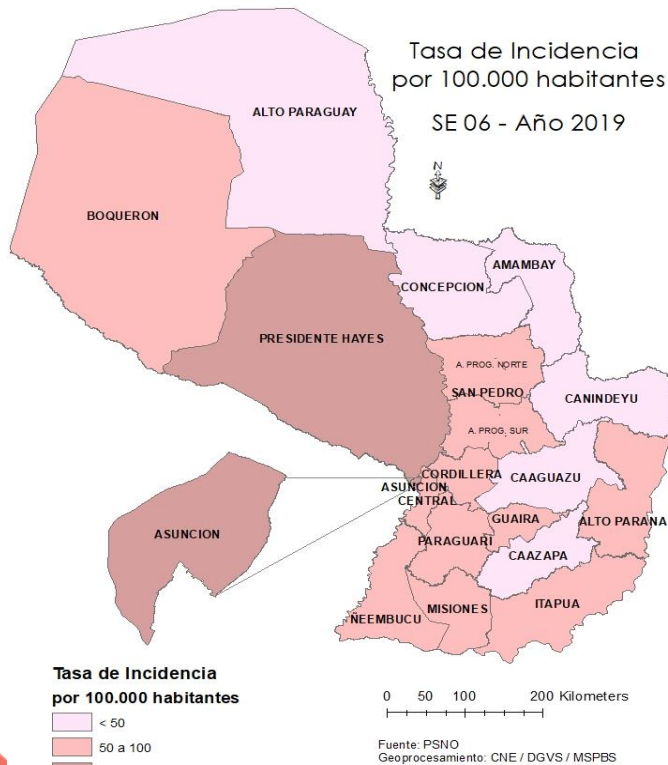 Tasa de Incidencia
por 100.000 habitantes
SE 06 - Año 2019
N
ALTO PARAGUAY
BOQUERON
AMAMBAY
CONCEPCION
PRESIDENTE HAYES
A. PROG. NORTE
SAN PEDRO
CANINDEYU
A. PROG. SUR
CORDILLERA
CAAGUAZU
ASUNCION
CENTRAL
ASUNCION
GUAIRA
ALTO PARANA
PARAGUARI
CAAZAPA
ÑEEMBUCU
MISIONES
ITAPUA
Tasa de Incidencia
por 100.000 habitantes
< 50
50 a 100
0 50 100 200 Kilometers
Fuente: PSNO
Geoprocesamiento: CNE / DGVS / MSPBS